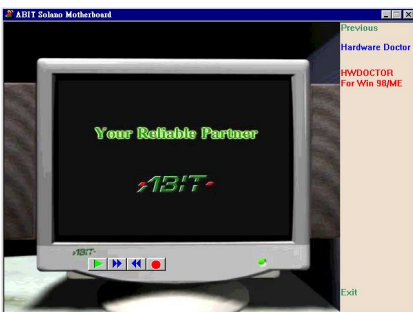 ABIT Solano Motherboard
Previous
Hardware Doctor
HWDOCTOR
For Win 98/ME
Your Reliable Partner
ABIT
ABIT
Exit